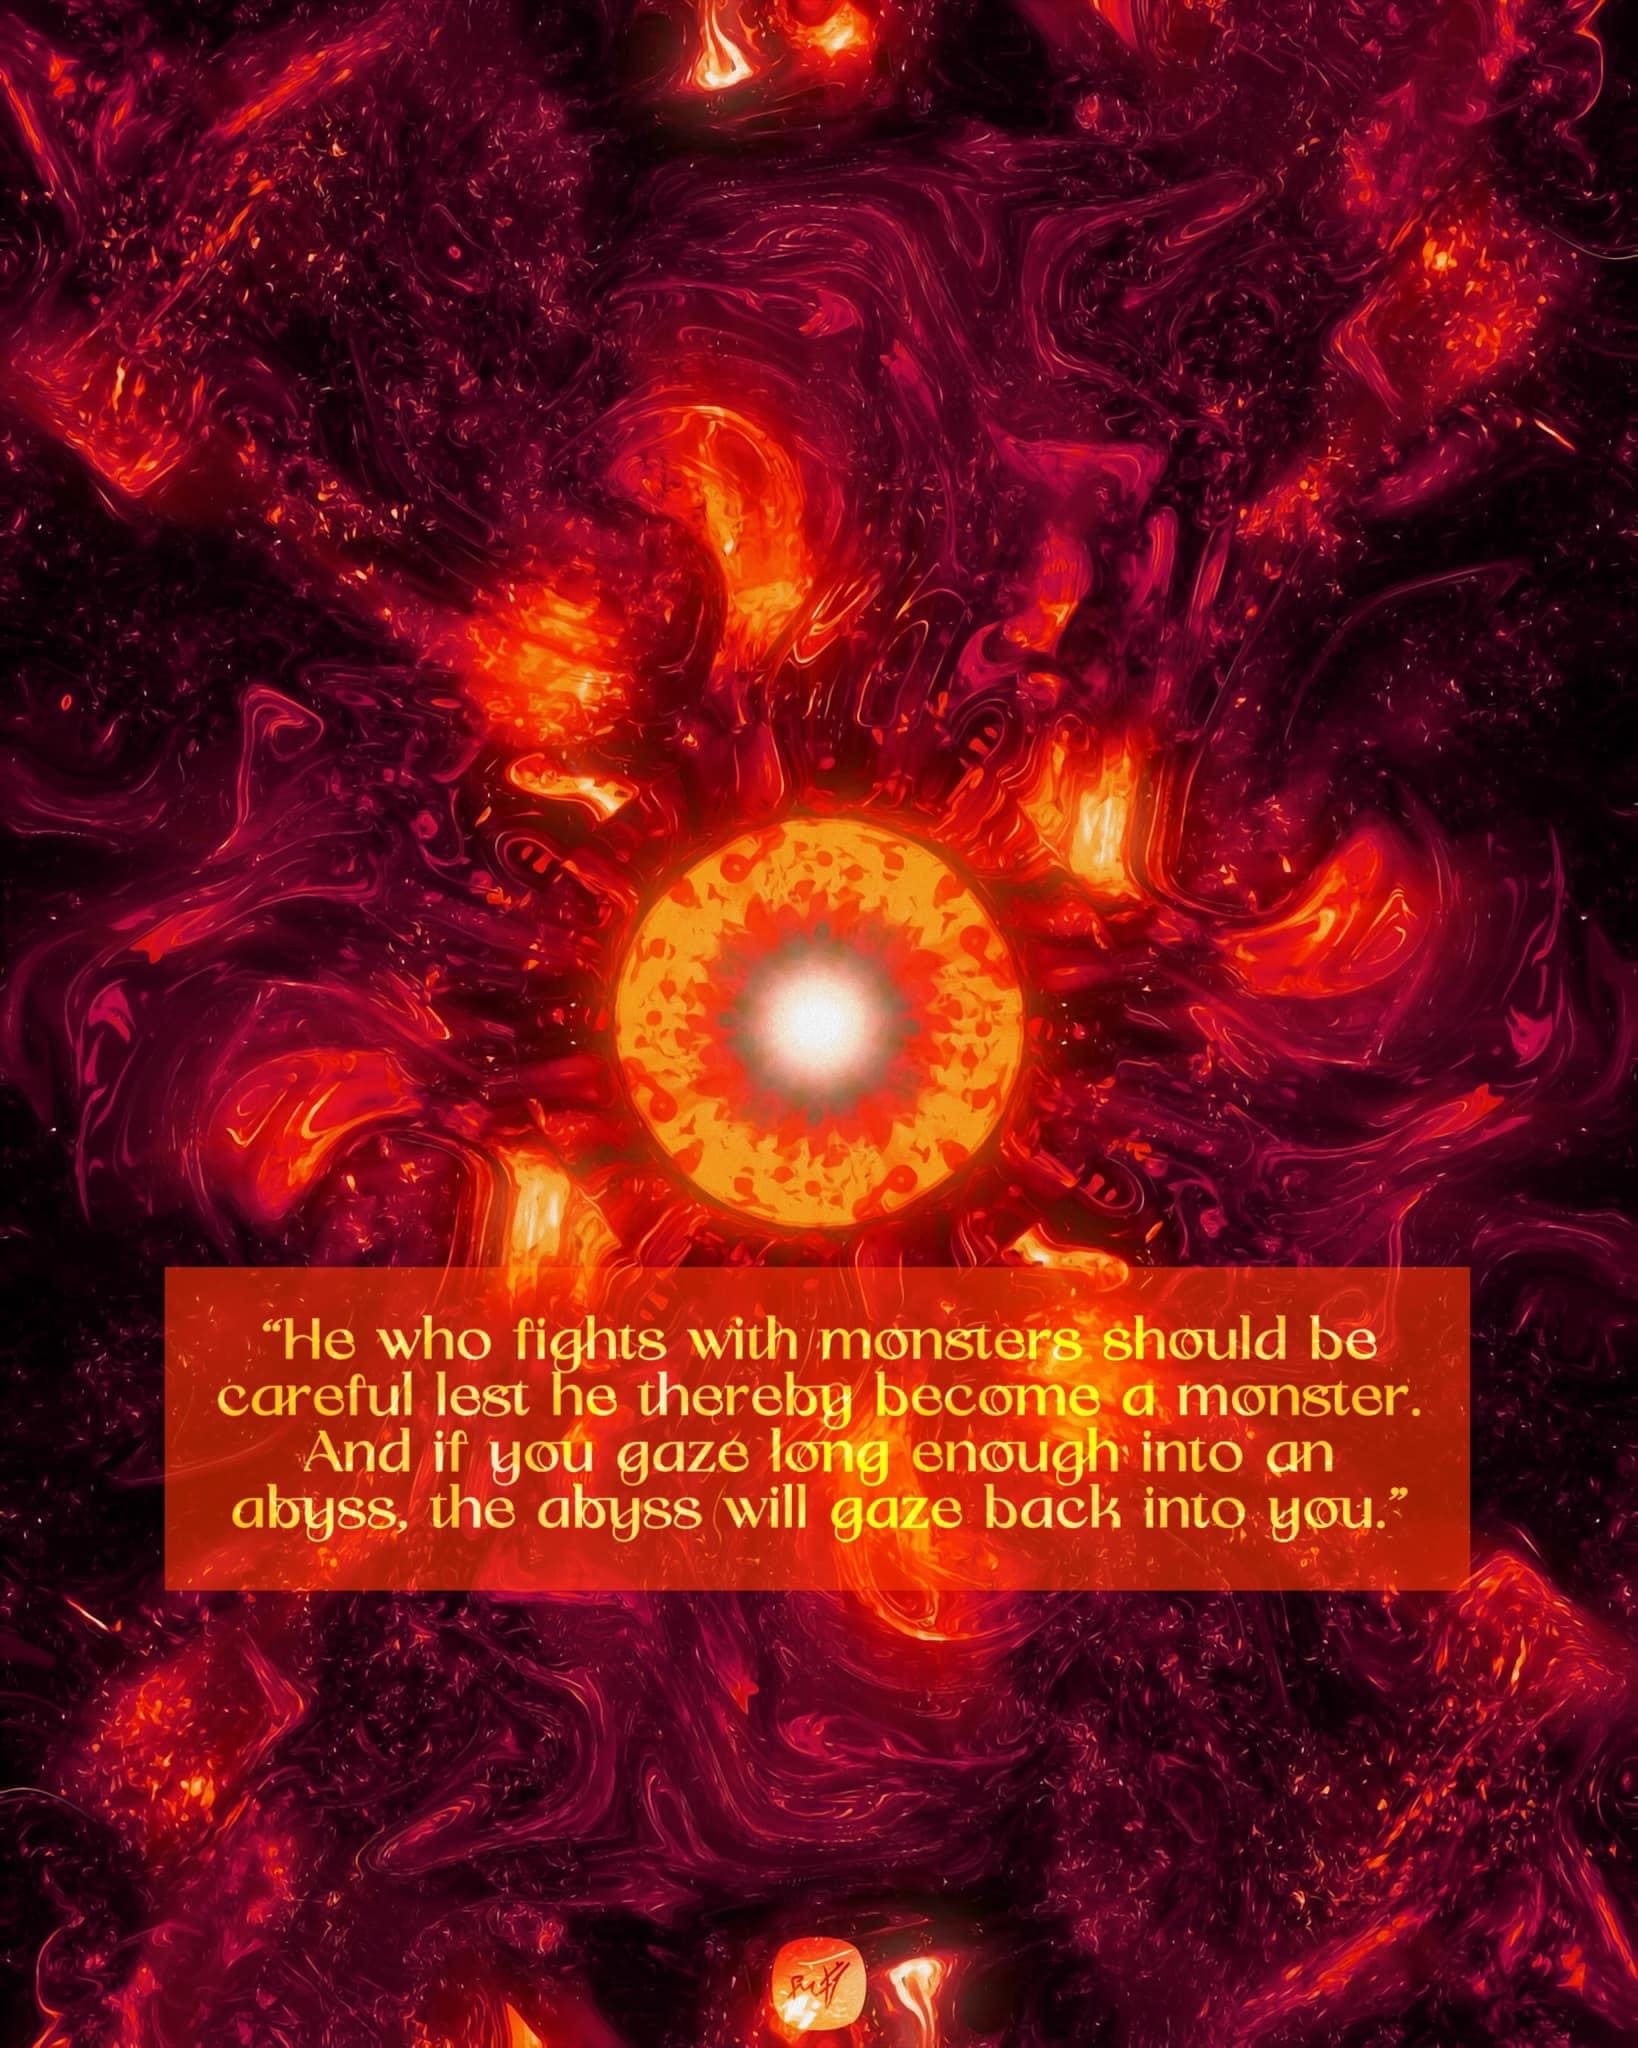 “He who fights with monsters should be
careful lest he thereby become a monster.
And if you gaze long enough into an
abyss, the abyss will gaze back into you.”